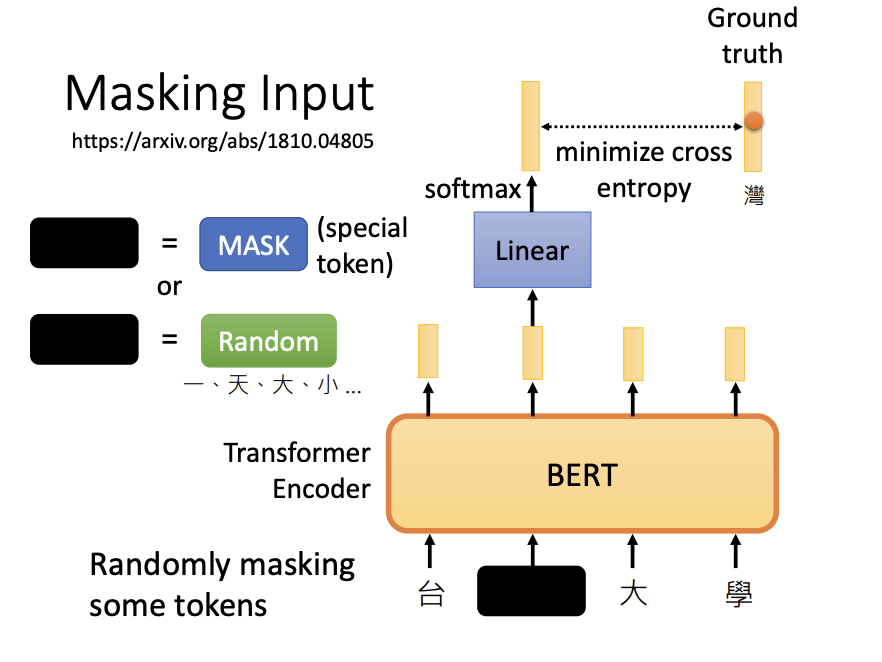 Masking Input
https://arxiv.org/abs/1810.04805
Ground
truth
minimize cross
entropy
灣
softmax
Linear
= MASK (special
token)
or
= Random
一、天、大、小 ...
Transformer
Encoder
BERT
Randomly masking
some tokens
台 大 學